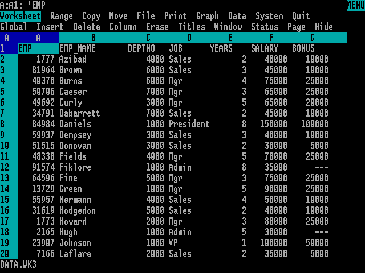 A:A1: 'EMP MENU
Worksheet Range Copy Move File Print Graph Data System Quit
Global Insert Delete Column Erase Titles Window Status Page Hide
A A B C D E F G
1 EMP EMP_NAME DEPTNO JOB YEARS SALARY BONUS
2 1777 Azibad 4000 Sales 2 40000 10000
3 81964 Brown 6000 Sales 3 45000 10000
4 40370 Burns 6000 Mgr 4 75000 25000
5 50706 Caeser 7000 Mgr 3 65000 25000
6 49692 Curly 3000 Mgr 5 65000 20000
7 34791 Dabarrett 7000 Sales 2 45000 10000
8 84984 Daniels 1000 President 8 150000 100000
9 59937 Dempsey 3000 Sales 3 40000 10000
10 51515 Donovan 3000 Sales 2 30000 5000
11 48338 Fields 4000 Mgr 5 70000 25000
12 91574 Fiklore 1000 Admin 8 35000 ---
13 64596 Fine 5000 Mgr 3 75000 25000
14 13729 Green 1000 Mgr 5 90000 25000
15 55957 Hermann 4000 Sales 4 50000 10000
16 31619 Hodgedon 5000 Sales 2 40000 10000
17 1773 Howard 2000 Mgr 3 80000 25000
18 2165 Hugh 1000 Admin 5 30000 ---
19 23907 Johnson 1000 VP 1 100000 50000
20 7166 Laflare 2000 Sales 2 35000 5000
DATA.WK3